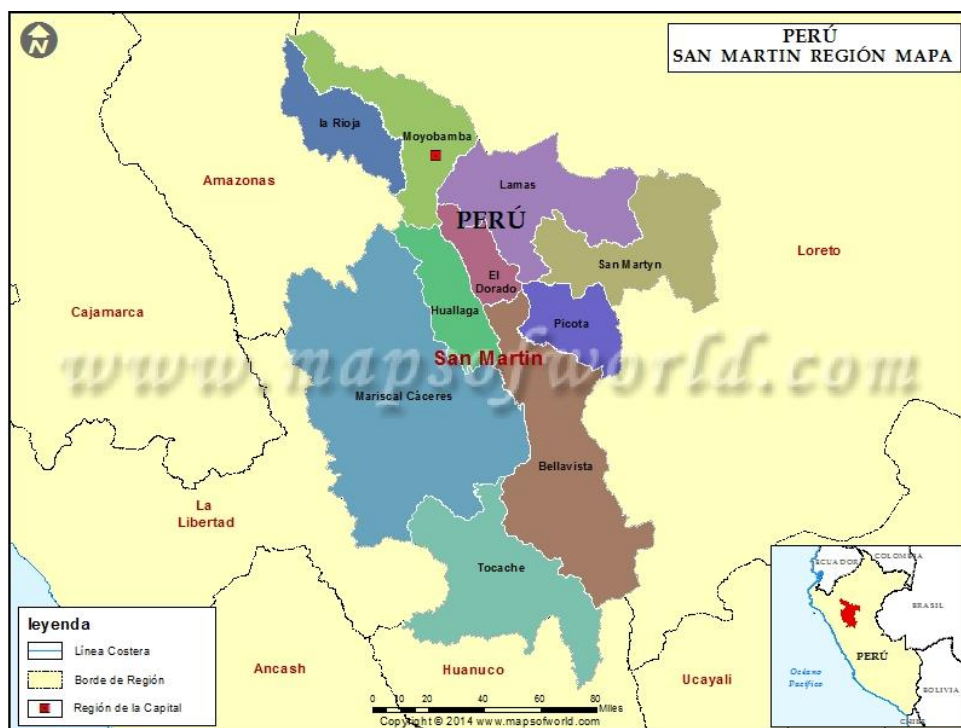 N
PERÚ
SAN MARTIN REGIÓN MAPA
la Rioja
Moyobamba
Amazonas
Lamas
PERÚ
San Martyn
Loreto
El
Dorado
Huallaga
Picota
Cajamarca
San Martin
www.mapsofworld.com
Mariscal Càceres
Bellavista
La
Libertad
Tocache
Ancash
Huanuco
Ucayali
leyenda
Línea Costera
Borde de Región
Región de la Capital
0 10 20 40 60 80
Miles
Copyright © 2014 www.mapsofworld.com
ECUADOR
COLOMBIA
BRASIL
PERÚ
Océano
Pacífico
BOLIVIA
CHILE